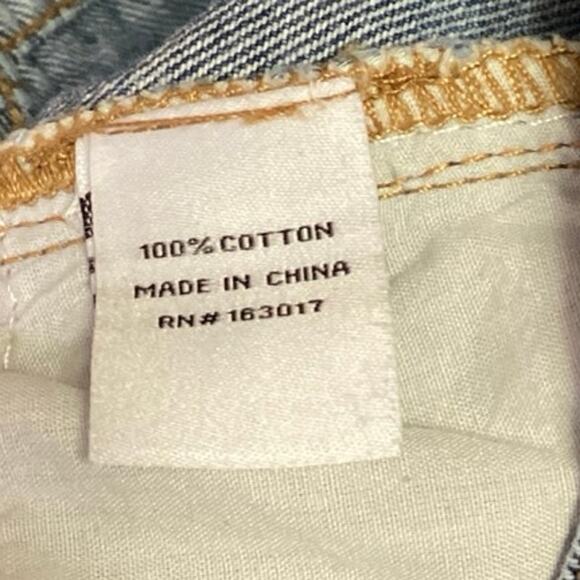 100% COTTON
MADE IN CHINA
RN# 163017